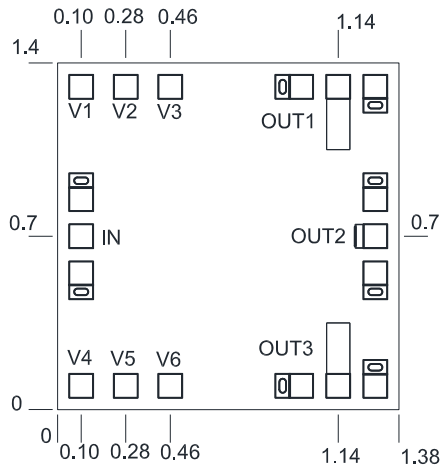 0.10 0.28 0.46 1.14
1.4
V1 V2 V3 OUT1
0.7 IN OUT2 0.7
V4 V5 V6 OUT3
0
0 0.10 0.28 0.46 1.14 1.38